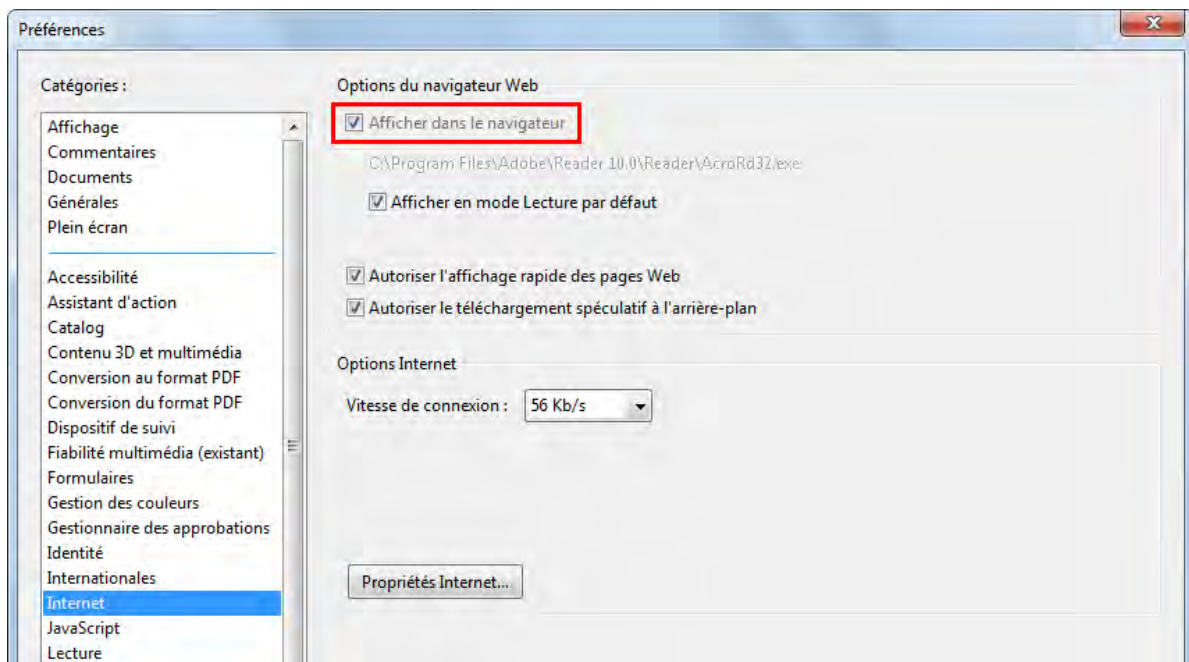 Préférences
Catégories :
Affichage
Commentaires
Documents
Générales
Plein écran
Accessibilité
Assistant d'action
Catalog
Contenu 3D et multimédia
Conversion au format PDF
Conversion du format PDF
Dispositif de suivi
Fiabilité multimédia (existant)
Formulaires
Gestion des couleurs
Gestionnaire des approbations
Identité
Internationales
Internet
JavaScript
Lecture
Options du navigateur Web
Afficher dans le navigateur
C:\Program Files\Adobe\Reader 10.0\Reader\AcroRd32.exe
Afficher en mode Lecture par défaut
Autoriser l'affichage rapide des pages Web
Autoriser le téléchargement spéculatif à l'arrière-plan
Options Internet
Vitesse de connexion : 56 Kb/s
Propriétés Internet...